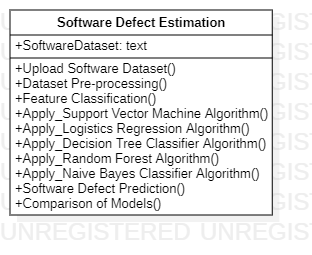 Software Defect Estimation
+SoftwareDataset: text
+Upload Software Dataset()
+Dataset Pre-processing()
+Feature Classification()
+Apply_Support Vector Machine Algorithm()
+Apply_Logistics Regression Algorithm()
+Apply_Decision Tree Classifier Algorithm()
+Apply_Random Forest Algorithm()
+Apply_Naive Bayes Classifier Algorithm()
+Software Defect Prediction()
+Comparison of Models()
UNREGISTERED UNREGIST